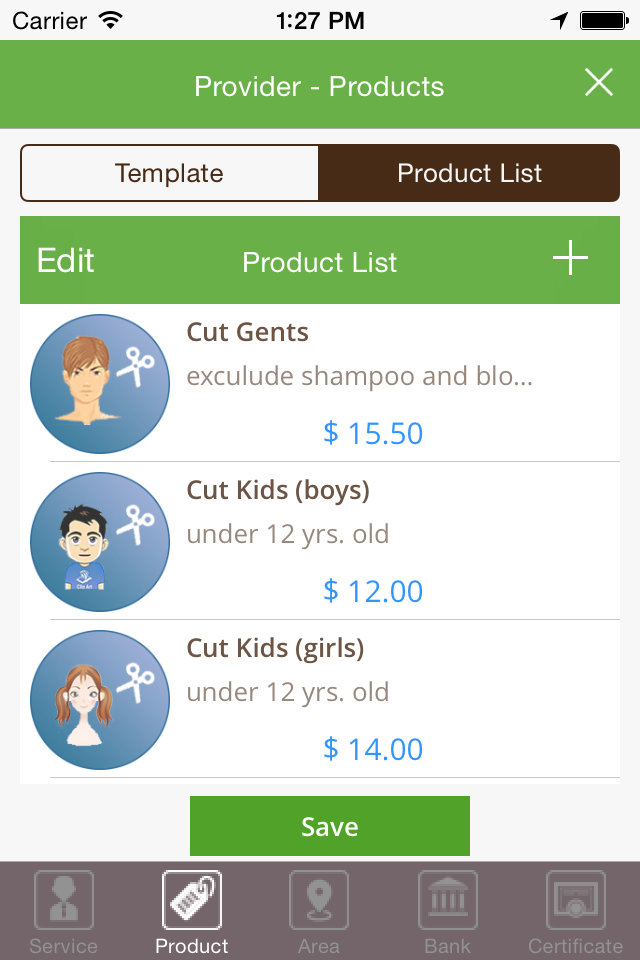 Carrier 1:27 PM
Provider - Products
Template Product List
Edit Product List
Cut Gents
exculude shampoo and blo...
$ 15.50
Cut Kids (boys)
under 12 yrs. old
$ 12.00
Cut Kids (girls)
under 12 yrs. old
$ 14.00
Save
Service Product Area Bank Certificate